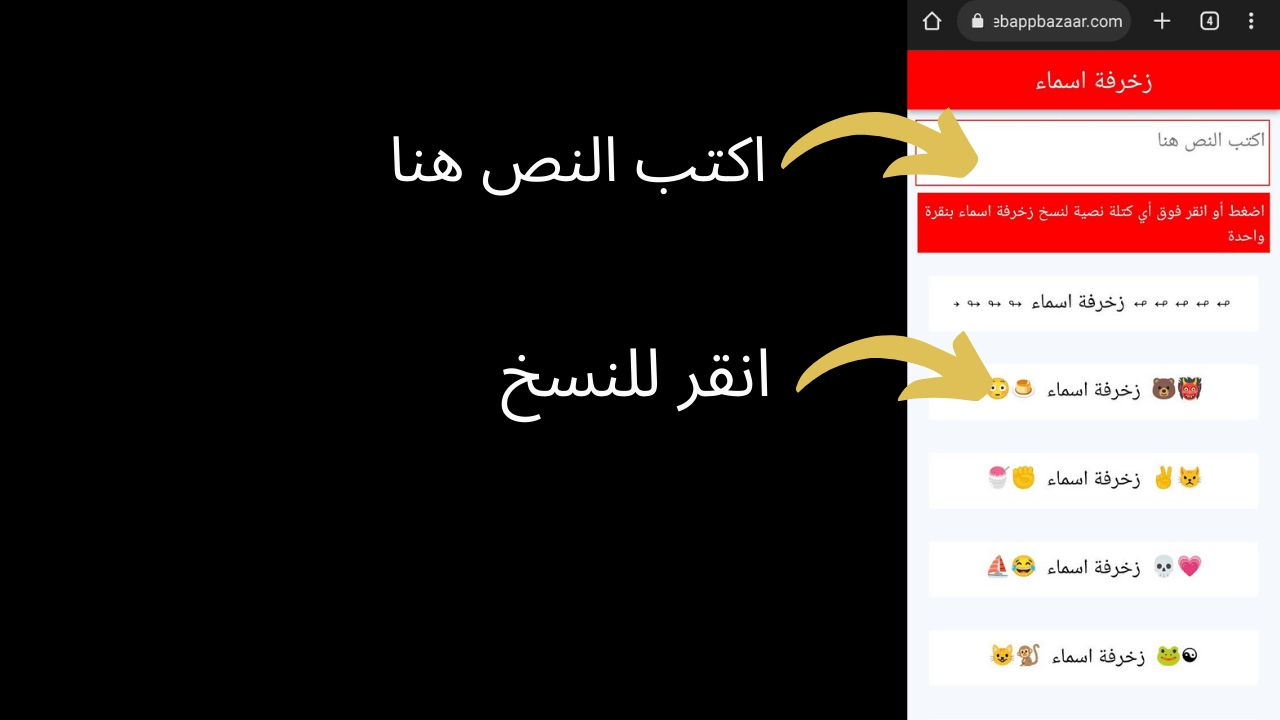 ebappbazaar.com
4
زخرفة اسماء
اكتب النص هنا
اكتب النص هنا
اضغط أو انقر فوق أي كتلة نصية لنسخ زخرفة اسماء بنقرة
واحدة
↫ ↫ ↫ ↫ ↫ زخرفة اسماء ↬ ↬ ↬ →
انقر للنسخ
👹🐻 زخرفة اسماء 🍮😳
😾✌ زخرفة اسماء ✊🍧
💗💀 زخرفة اسماء 😂⛵
☯🐸 زخرفة اسماء 🐒😺